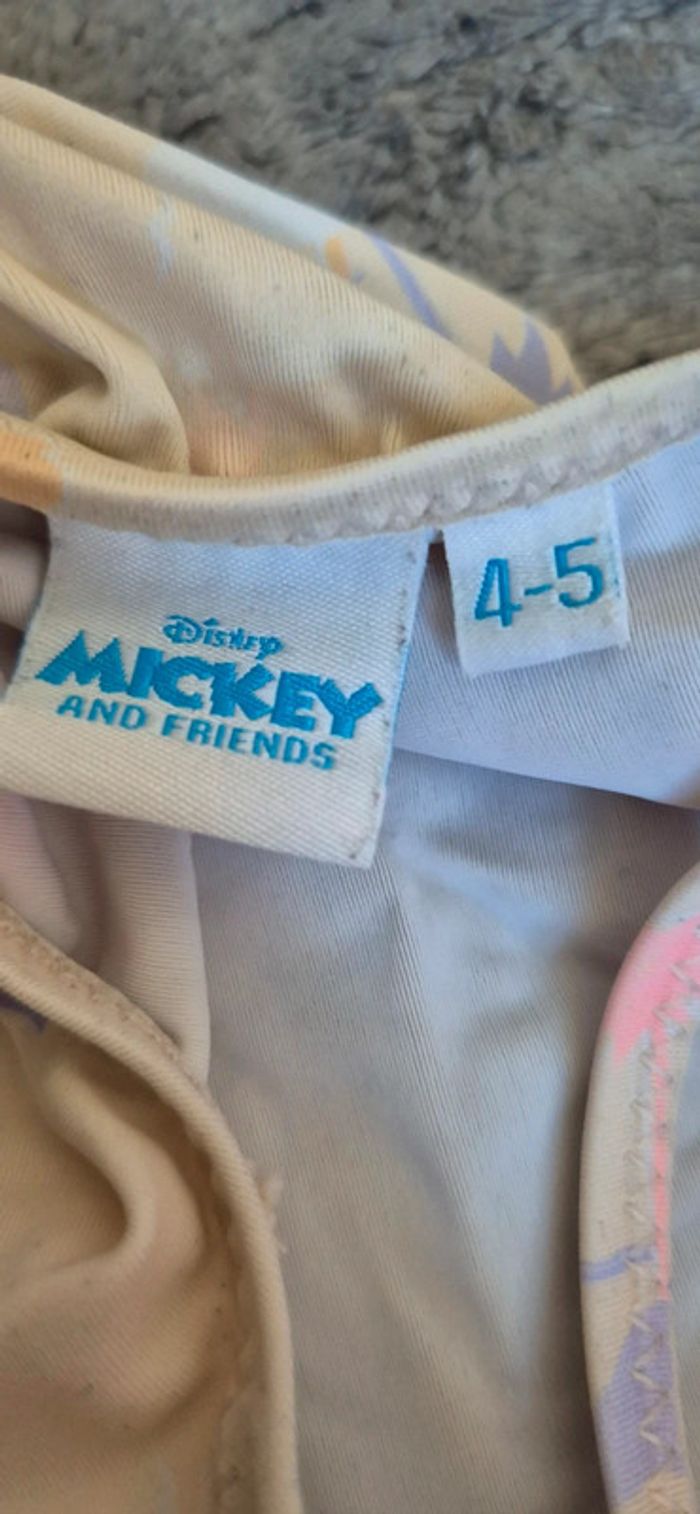 Disney
MICKEY
AND FRIENDS
4-5